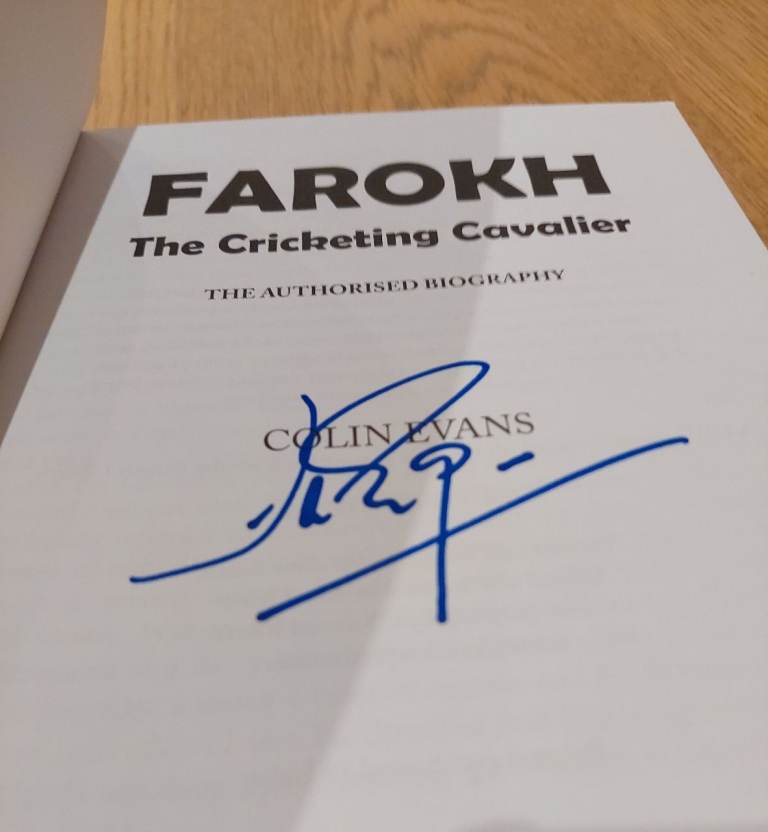 FAROKH
The Cricketing Cavalier
THE AUTHORISED BIOGRAPHY
COLIN EVANS